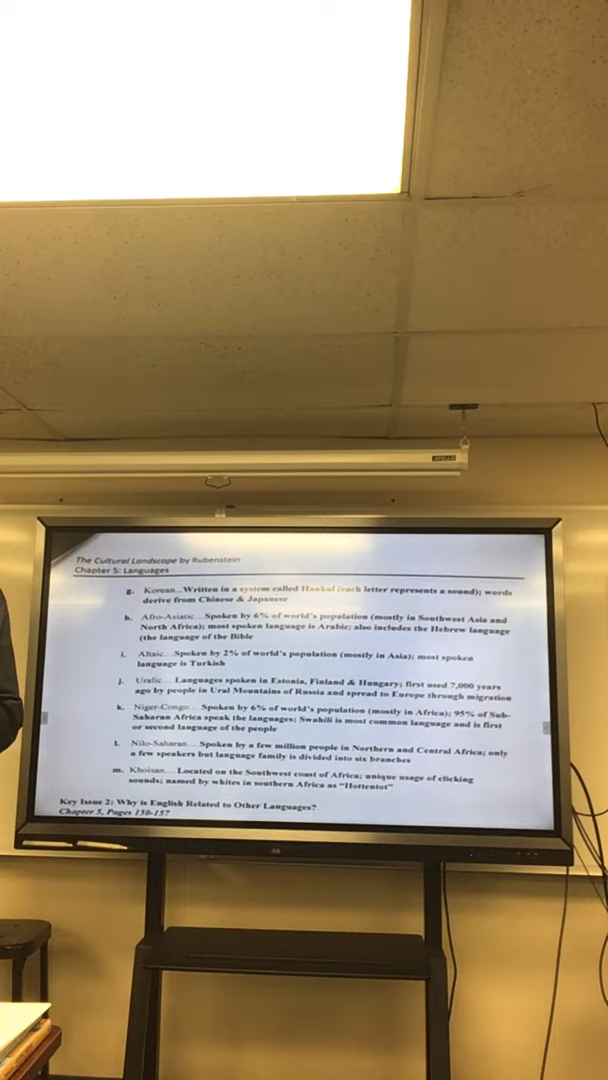 APOLLO
The Cultural Landscape by Rubenstein
Chapter 5: Languages
g. Korean...Written in a system called Hankul (each letter represents a sound); words
derive from Chinese & Japanese
h. Afro-Asiatic...Spoken by 6% of world's population (mostly in Southwest Asia and
North Africa); most spoken language is Arabic; also includes the Hebrew language
(the language of the Bible
i. Altaic...Spoken by 2% of world's population (mostly in Asia); most spoken
language is Turkish
j. Uralic... Languages spoken in Estonia, Finland & Hungary; first used 7,000 years
ago by people in Ural Mountains of Russia and spread to Europe through migration
k. Niger-Congo... Spoken by 6% of world's population (mostly in Africa); 95% of Sub-
Saharan Africa speak the languages; Swahili is most common language and is first
or second language of the people
l. Nilo-Saharan... Spoken by a few million people in Northern and Central Africa; only
a few speakers but language family is divided into six branches
m. Khoisan... Located on the Southwest coast of Africa; unique usage of clicking
sounds; named by whites in southern Africa as "Hottentot"
Key Issue 2: Why is English Related to Other Languages?
Chapter 5, Pages 150-157